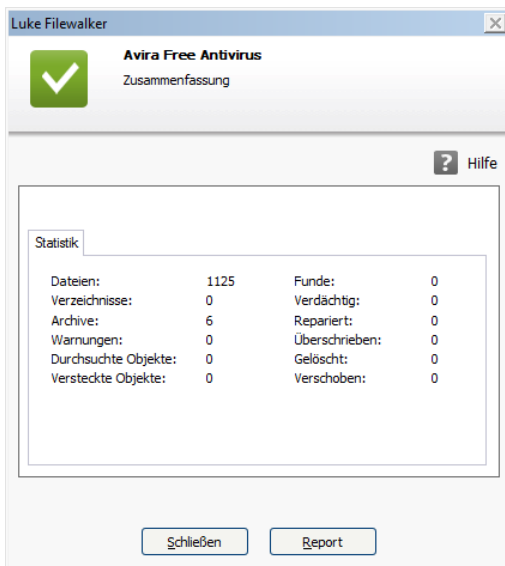 Luke Filewalker
Avira Free Antivirus
Zusammenfassung
? Hilfe
Statistik
Dateien: 1125 Funde: 0
Verzeichnisse: 0 Verdächtig: 0
Archive: 6 Repariert: 0
Warnungen: 0 Überschrieben: 0
Durchsuchte Objekte: 0 Gelöscht: 0
Versteckte Objekte: 0 Verschoben: 0
Schließen Report